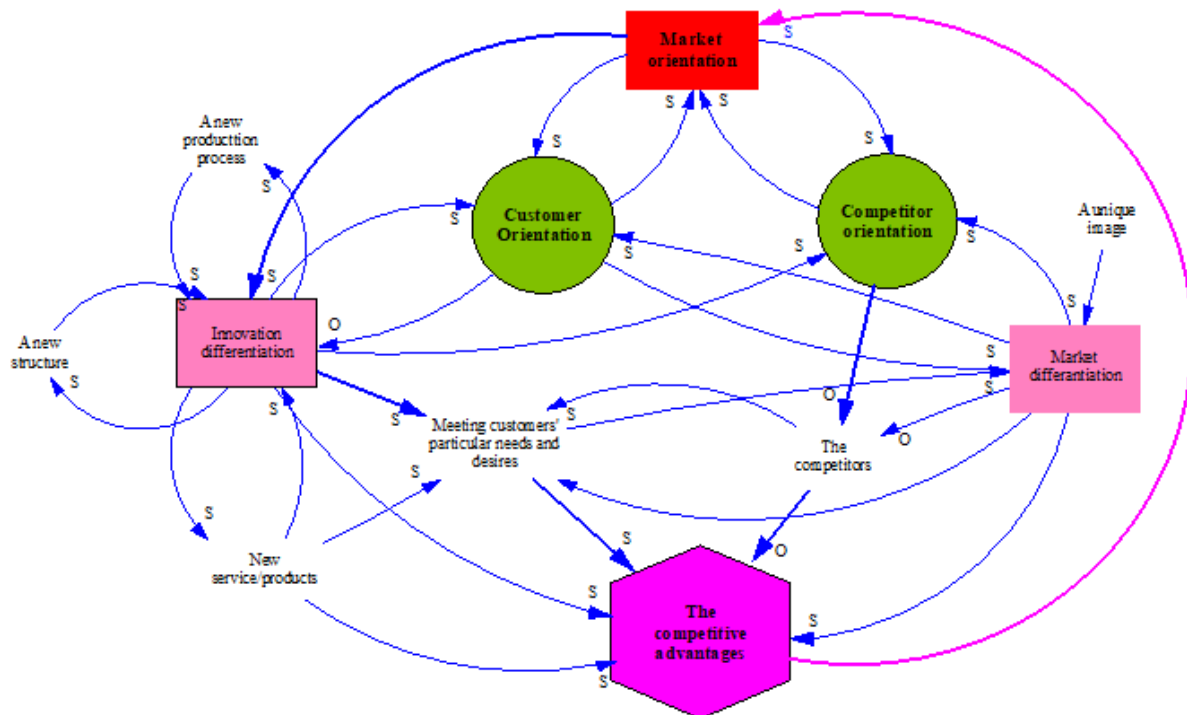 Market
orientation
S
S
S
S
S
A new
producttion
process
S
S
Customer
Orientation
Competitor
orientation
A unique
image
S
S
S
S
S
S
S
S
S
S
A new
structure
Innovation
differentiation
O
S
Market
differantiation
S
S
S
O
S
Meeting customers'
particular needs and
desires
S
The
competitors
O
S
S
New
service/products
S
O
S
S
The
competitive
advantages
S
S